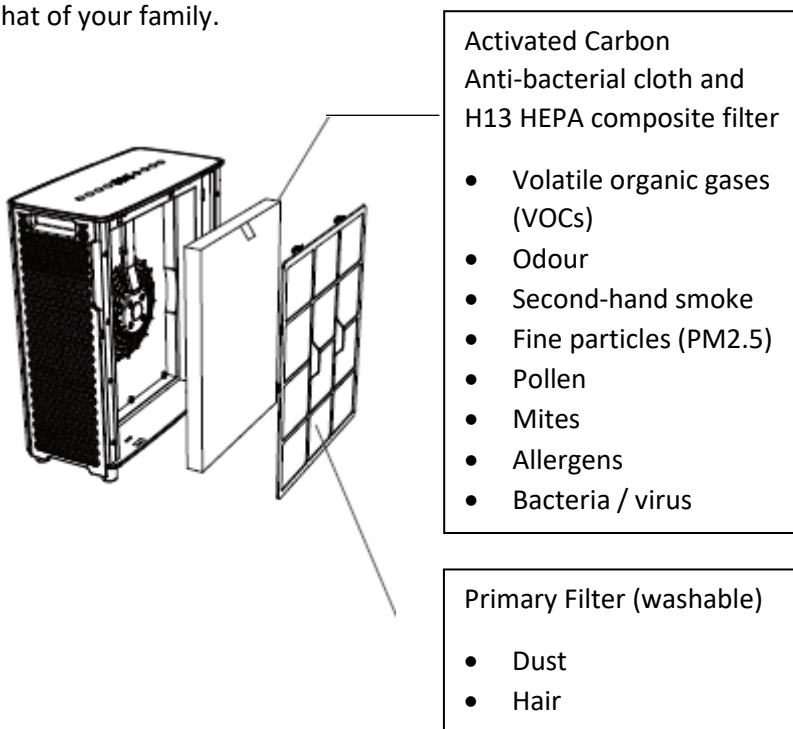 hat of your family.
Activated Carbon
Anti-bacterial cloth and
H13 HEPA composite filter
• Volatile organic gases
(VOCs)
• Odour
• Second-hand smoke
• Fine particles (PM2.5)
• Pollen
• Mites
• Allergens
• Bacteria / virus
Primary Filter (washable)
• Dust
• Hair